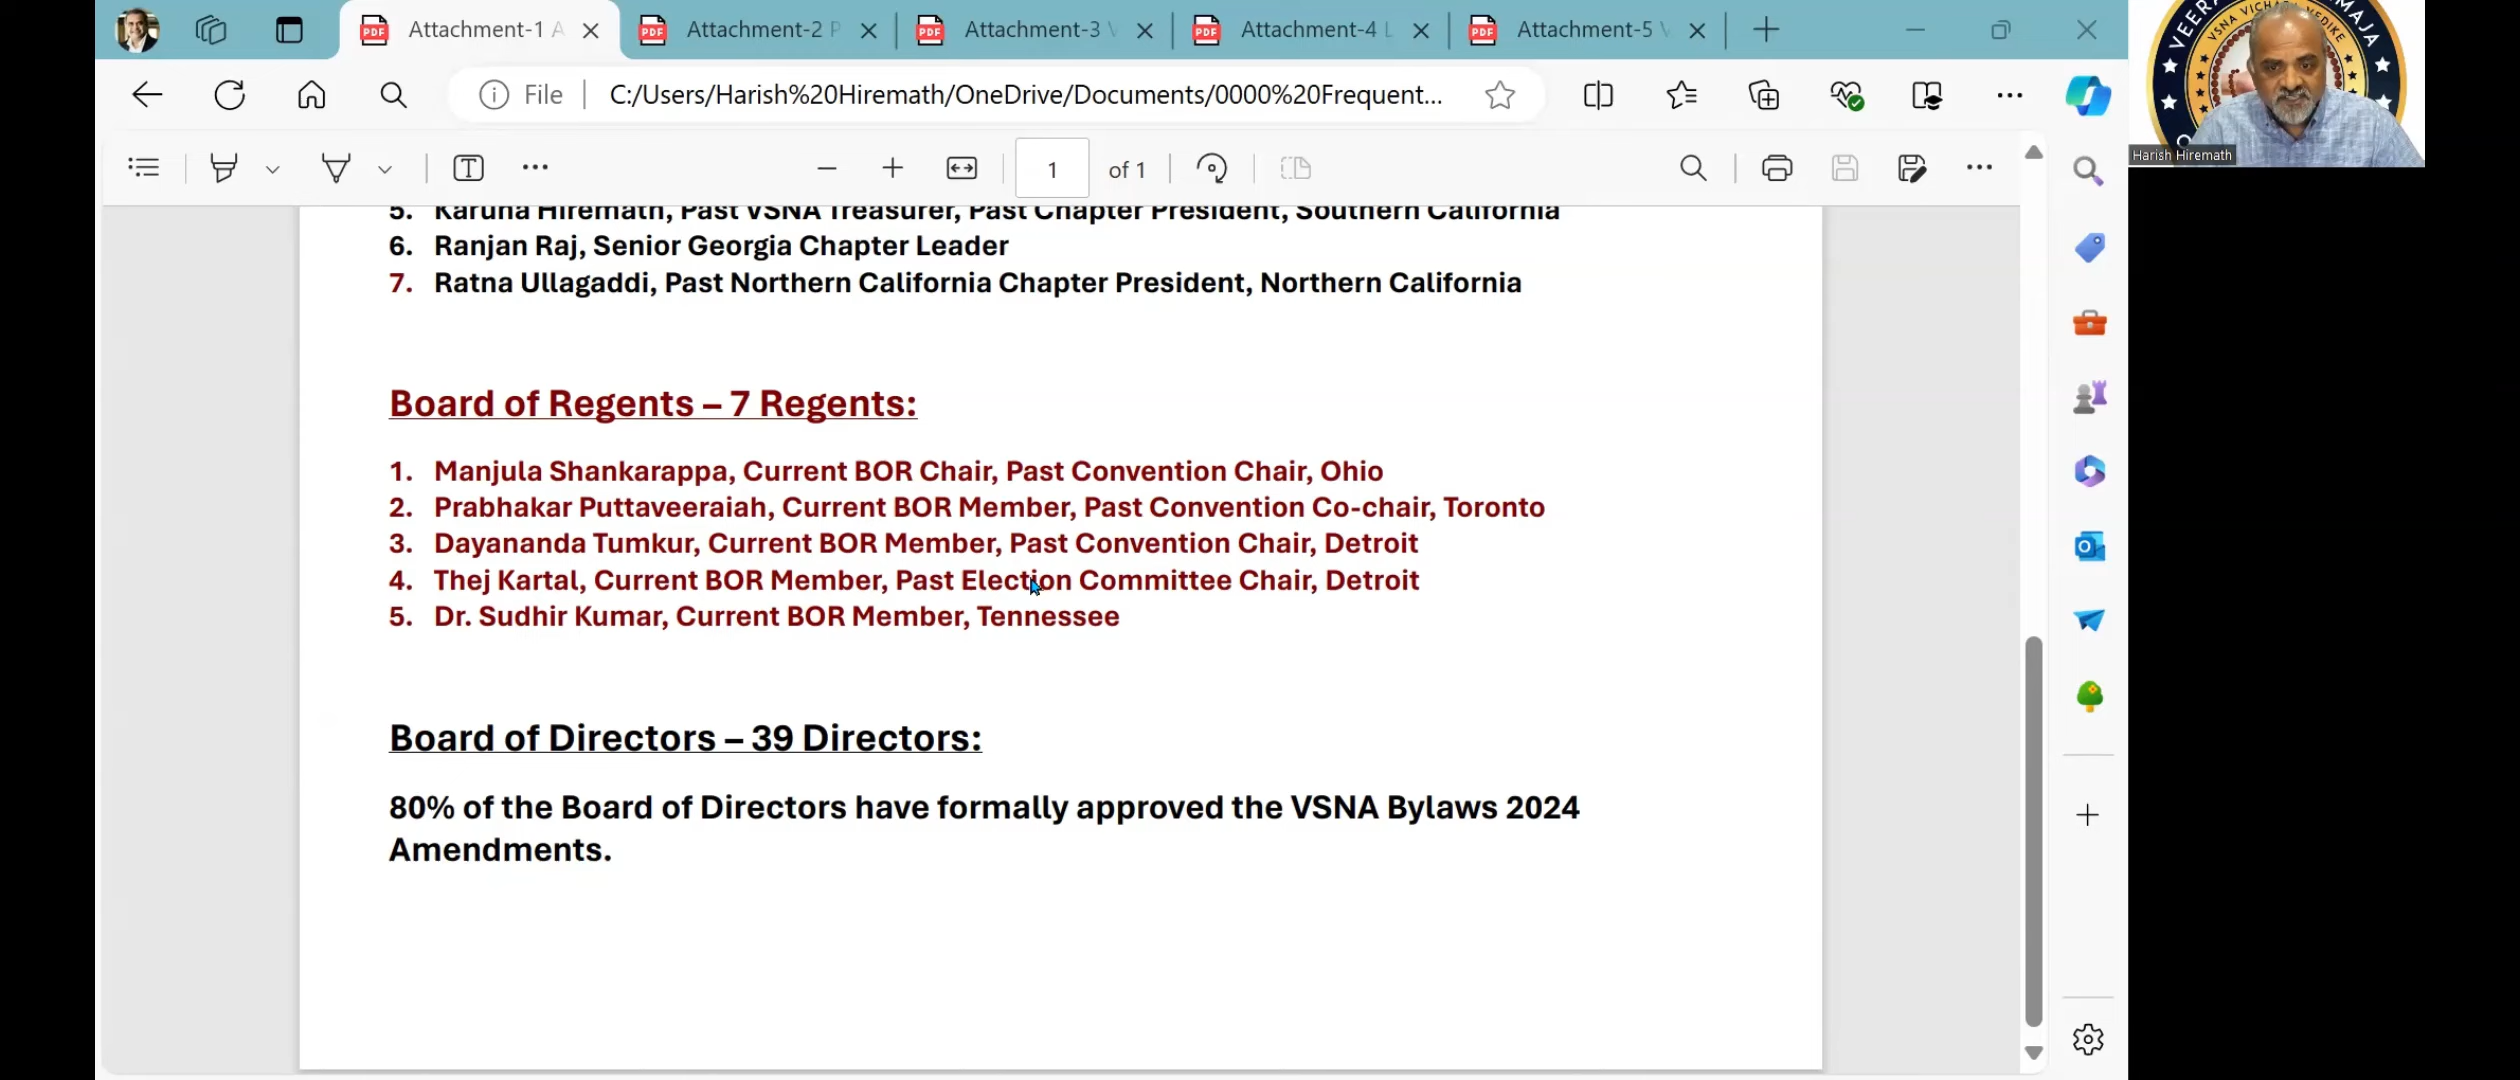 Attachment-1 A
Attachment-2 P
Attachment-3 V
Attachment-4 L
Attachment-5 V
File
C:/Users/Harish%20Hiremath/OneDrive/Documents/0000%20Frequent...
1 of 1
5. Karuna Hiremath, Past VSNA Treasurer, Past Chapter President, Southern California
6. Ranjan Raj, Senior Georgia Chapter Leader
7. Ratna Ullagaddi, Past Northern California Chapter President, Northern California
Board of Regents – 7 Regents:
1. Manjula Shankarappa, Current BOR Chair, Past Convention Chair, Ohio
2. Prabhakar Puttaveeraiah, Current BOR Member, Past Convention Co-chair, Toronto
3. Dayananda Tumkur, Current BOR Member, Past Convention Chair, Detroit
4. Thej Kartal, Current BOR Member, Past Election Committee Chair, Detroit
5. Dr. Sudhir Kumar, Current BOR Member, Tennessee
Board of Directors – 39 Directors:
80% of the Board of Directors have formally approved the VSNA Bylaws 2024
Amendments.
VSNA VICHARA VEDIKE
Harish Hiremath